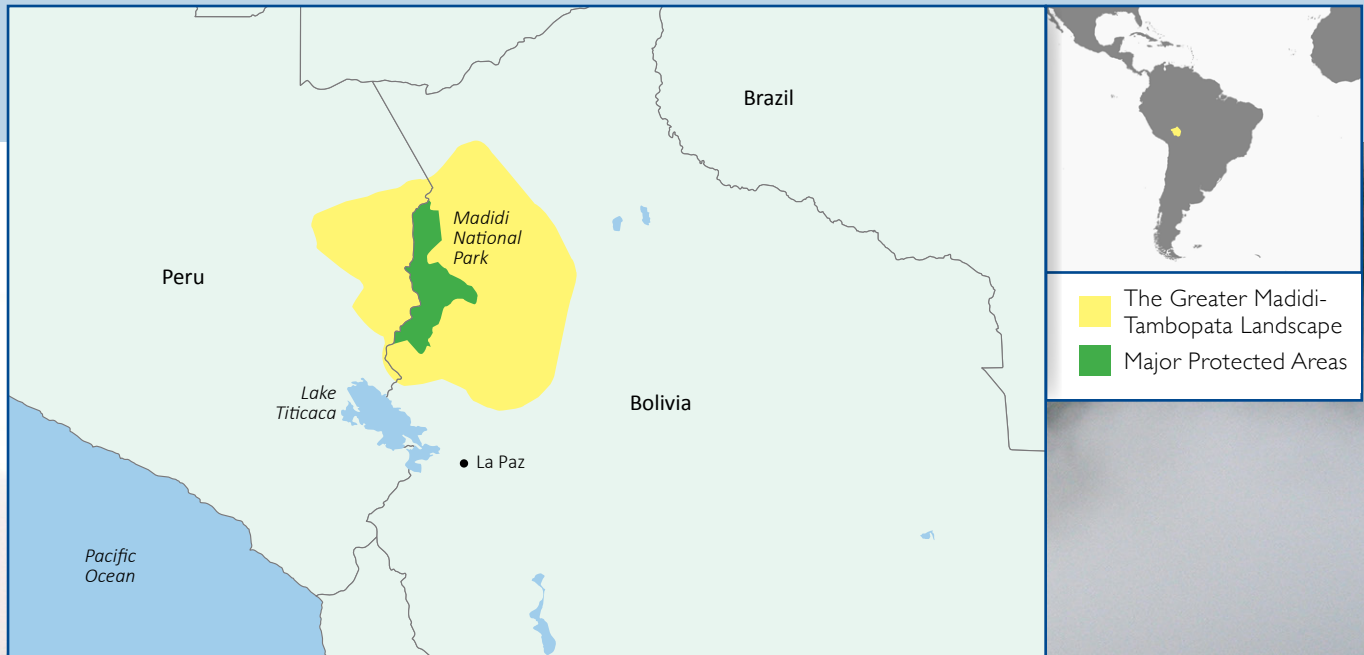 Brazil
Madidi
National
Park
Peru
Lake
Titicaca
Bolivia
La Paz
Pacific
Ocean
The Greater Madidi-
Tambopata Landscape
Major Protected Areas